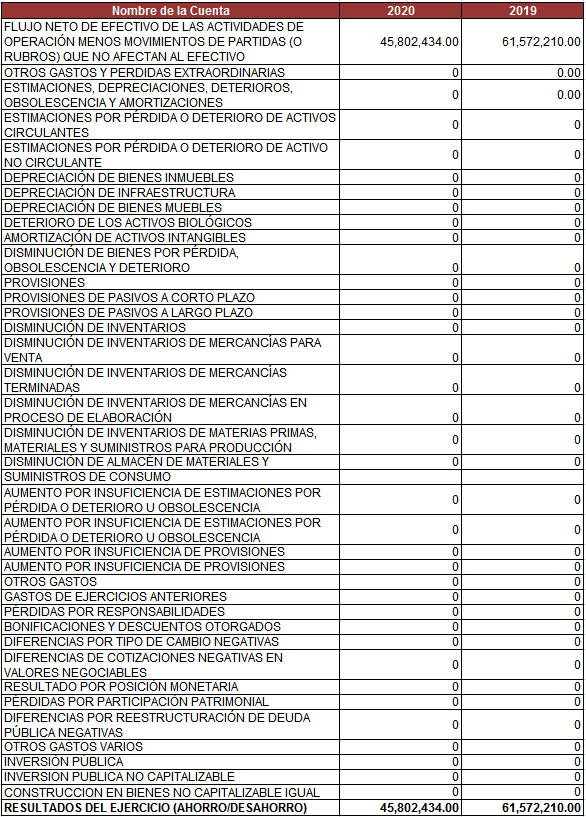 Nombre de la Cuenta 2020 2019
FLUJO NETO DE EFECTIVO DE LAS ACTIVIDADES DE
OPERACIÓN MENOS MOVIMIENTOS DE PARTIDAS (O 45,802,434.00 61,572,210.00
RUBROS) QUE NO AFECTAN AL EFECTIVO
OTROS GASTOS Y PERDIDAS EXTRAORDINARIAS 0 0.00
ESTIMACIONES, DEPRECIACIONES, DETERIOROS, 0 0.00
OBSOLESCENCIA Y AMORTIZACIONES
ESTIMACIONES POR PÉRDIDA O DETERIORO DE ACTIVOS 0 0
CIRCULANTES
ESTIMACIONES POR PÉRDIDA O DETERIORO DE ACTIVO 0 0
NO CIRCULANTE
DEPRECIACIÓN DE BIENES INMUEBLES 0 0
DEPRECIACIÓN DE INFRAESTRUCTURA 0 0
DEPRECIACIÓN DE BIENES MUEBLES 0 0
DETERIORO DE LOS ACTIVOS BIOLÓGICOS 0 0
AMORTIZACIÓN DE ACTIVOS INTANGIBLES 0 0
DISMINUCIÓN DE BIENES POR PÉRDIDA,
OBSOLESCENCIA Y DETERIORO 0 0
PROVISIONES 0 0
PROVISIONES DE PASIVOS A CORTO PLAZO 0 0
PROVISIONES DE PASIVOS A LARGO PLAZO 0 0
DISMINUCIÓN DE INVENTARIOS 0 0
DISMINUCIÓN DE INVENTARIOS DE MERCANCÍAS PARA
VENTA 0 0
DISMINUCIÓN DE INVENTARIOS DE MERCANCÍAS
TERMINADAS 0 0
DISMINUCIÓN DE INVENTARIOS DE MERCANCÍAS EN
PROCESO DE ELABORACIÓN 0 0
DISMINUCIÓN DE INVENTARIOS DE MATERIAS PRIMAS, 0 0
MATERIALES Y SUMINISTROS PARA PRODUCCIÓN
DISMINUCIÓN DE ALMACÉN DE MATERIALES Y 0 0
SUMINISTROS DE CONSUMO
AUMENTO POR INSUFICIENCIA DE ESTIMACIONES POR 0 0
PÉRDIDA O DETERIORO U OBSOLESCENCIA
AUMENTO POR INSUFICIENCIA DE ESTIMACIONES POR 0 0
PÉRDIDA O DETERIORO U OBSOLESCENCIA
AUMENTO POR INSUFICIENCIA DE PROVISIONES 0 0
AUMENTO POR INSUFICIENCIA DE PROVISIONES 0 0
OTROS GASTOS 0 0
GASTOS DE EJERCICIOS ANTERIORES 0 0
PÉRDIDAS POR RESPONSABILIDADES 0 0
BONIFICACIONES Y DESCUENTOS OTORGADOS 0 0
DIFERENCIAS POR TIPO DE CAMBIO NEGATIVAS 0 0
DIFERENCIAS DE COTIZACIONES NEGATIVAS EN 0 0
VALORES NEGOCIABLES
RESULTADO POR POSICIÓN MONETARIA 0 0
PÉRDIDAS POR PARTICIPACIÓN PATRIMONIAL 0 0
DIFERENCIAS POR REESTRUCTURACIÓN DE DEUDA 0 0
PÚBLICA NEGATIVAS
OTROS GASTOS VARIOS 0 0
INVERSIÓN PÚBLICA 0 0
INVERSION PUBLICA NO CAPITALIZABLE 0 0
CONSTRUCCION EN BIENES NO CAPITALIZABLE IGUAL 0 0
RESULTADOS DEL EJERCICIO (AHORRO/DESAHORRO) 45,802,434.00 61,572,210.00